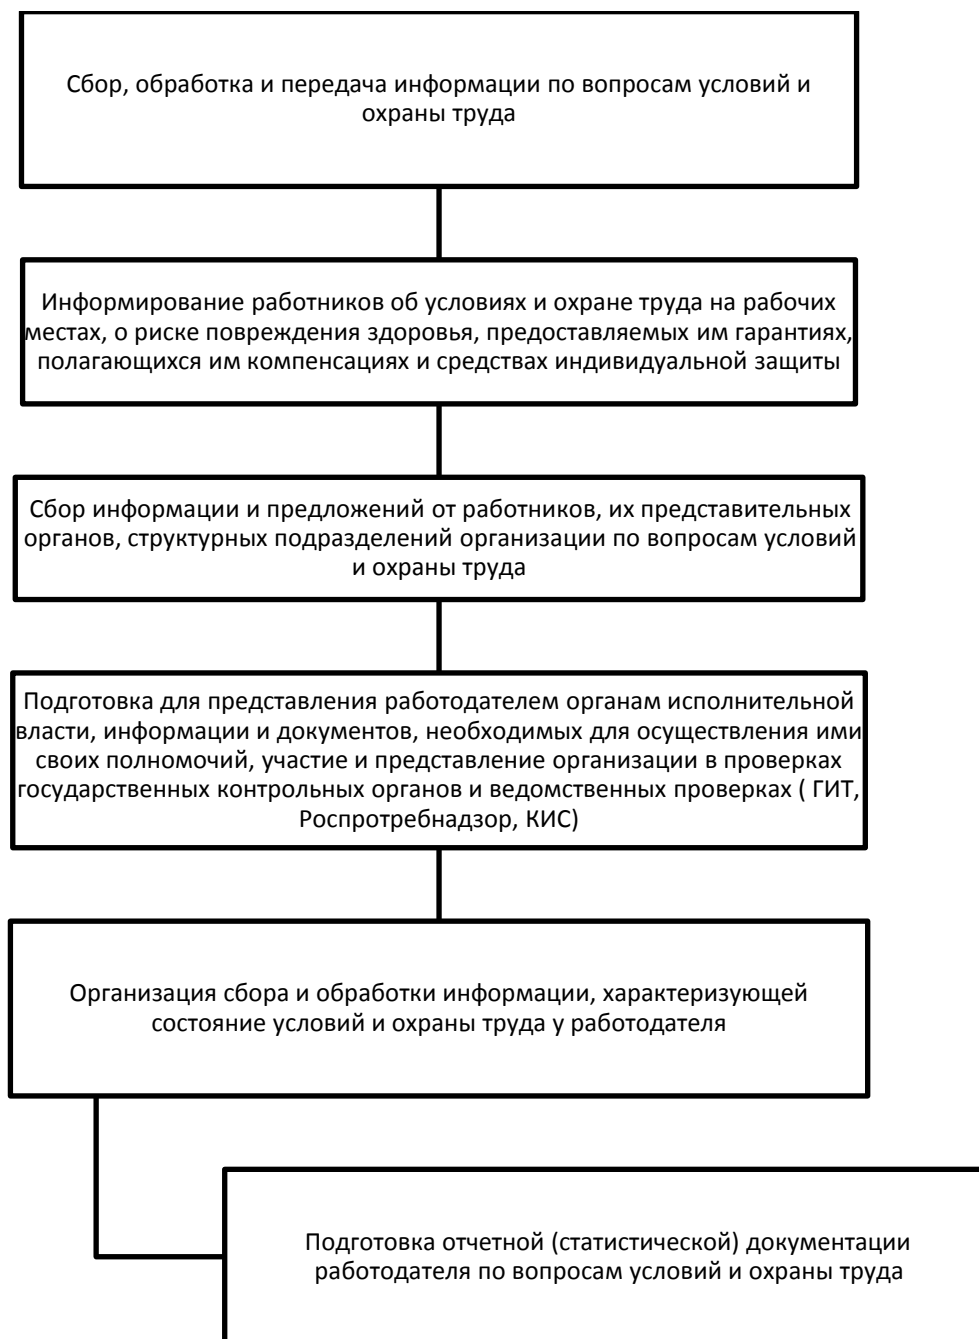 Сбор, обработка и передача информации по вопросам условий и
охраны труда
Информирование работников об условиях и охране труда на рабочих
местах, о риске повреждения здоровья, предоставляемых им гарантиях,
полагающихся им компенсациях и средствах индивидуальной защиты
Сбор информации и предложений от работников, их представительных
органов, структурных подразделений организации по вопросам условий
и охраны труда
Подготовка для представления работодателем органам исполнительной
власти, информации и документов, необходимых для осуществления ими
своих полномочий, участие и представление организации в проверках
государственных контрольных органов и ведомственных проверках ( ГИТ,
Роспротребнадзор, КИС)
Организация сбора и обработки информации, характеризующей
состояние условий и охраны труда у работодателя
Подготовка отчетной (статистической) документации
работодателя по вопросам условий и охраны труда